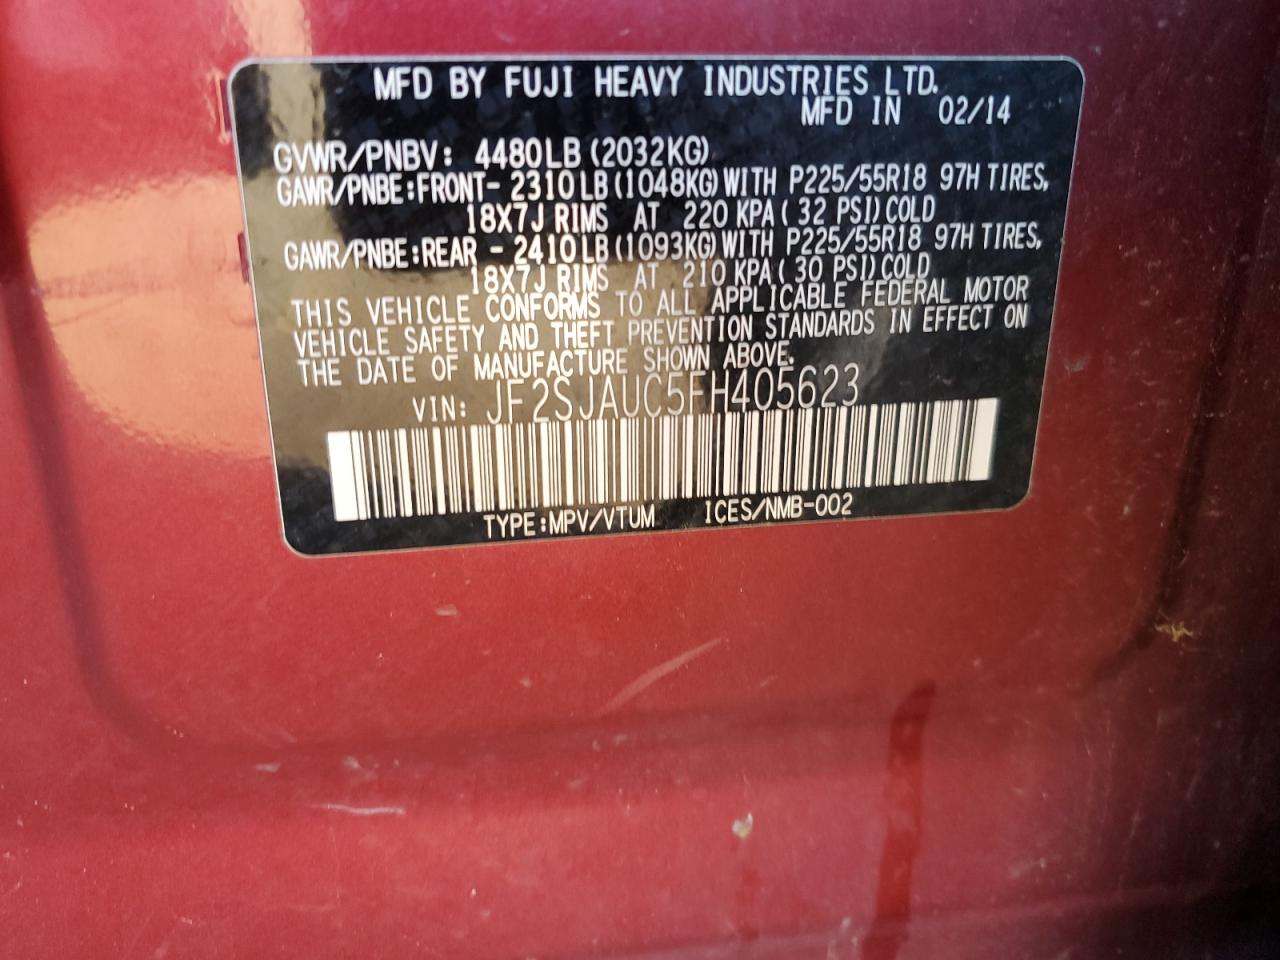 MFD BY FUJI HEAVY INDUSTRIES LTD.
MFD IN 02/14
GVWR/PNBV: 4480LB (2032KG)
GAWR/PNBE:FRONT- 2310LB (1048KG) WITH P225/55R18 97H TIRES,
18X7J RIMS AT 220 KPA( 32 PSI) COLD
GAWR/PNBE:REAR - 2410LB (1093KG) WITH P225/55R18 97H TIRES,
18X7J RIMS AT 210 KPA( 30 PSI) COLD
THIS VEHICLE CONFORMS TO ALL APPLICABLE FEDERAL MOTOR
VEHICLE SAFETY AND THEFT PREVENTION STANDARDS IN EFFECT ON
THE DATE OF MANUFACTURE SHOWN ABOVE.
VIN: JF2SJAUC5FH405623
TYPE:MPV/VTUM ICES/NMB-002